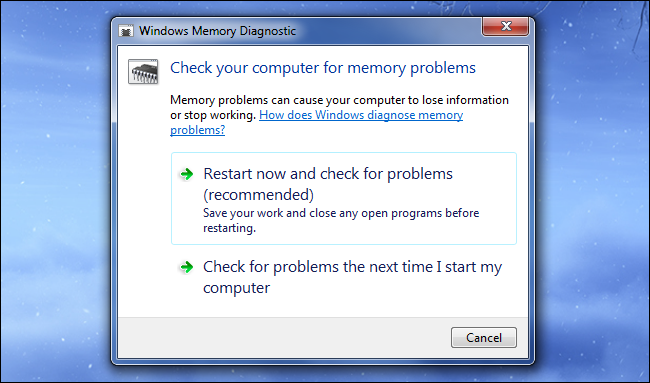 Windows Memory Diagnostic
Check your computer for memory problems
Memory problems can cause your computer to lose information
or stop working. How does Windows diagnose memory
problems?
Restart now and check for problems
(recommended)
Save your work and close any open programs before
restarting.
Check for problems the next time I start my
computer
Cancel